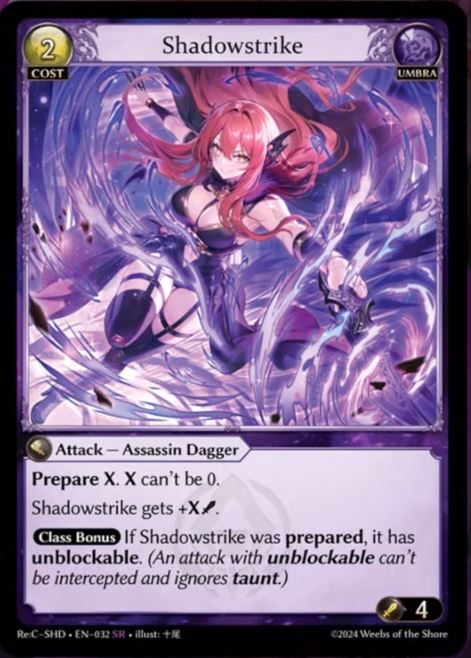 2
COST
Shadowstrike
UMBRA
Attack — Assassin Dagger
Prepare X. X can't be 0.
Shadowstrike gets +X.
Class Bonus If Shadowstrike was prepared, it has
unblockable. (An attack with unblockable can't
be intercepted and ignores taunt.)
4
Re:C–SHD • EN-032 SR • illust: 十尾
©2024 Weebs of the Shore